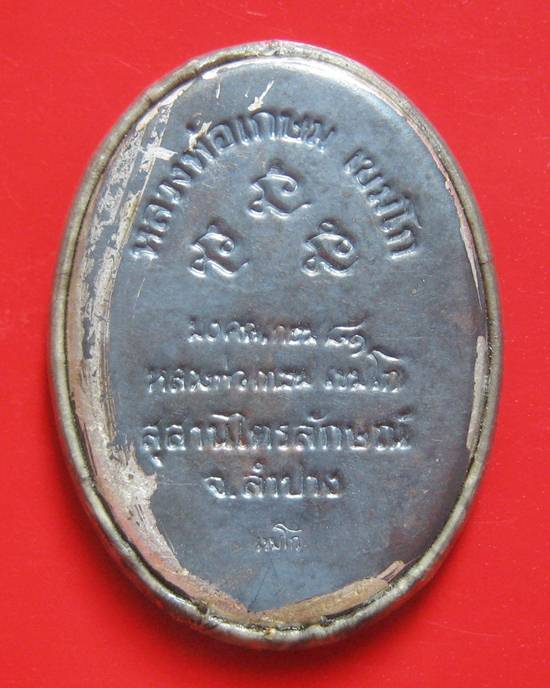 หลวงพ่อเกษม เขมโก
มงคลเกษม ๘๑
หลวงพ่อเกษม เขมโก
สุสานไตรลักษณ์
จ.ลำปาง